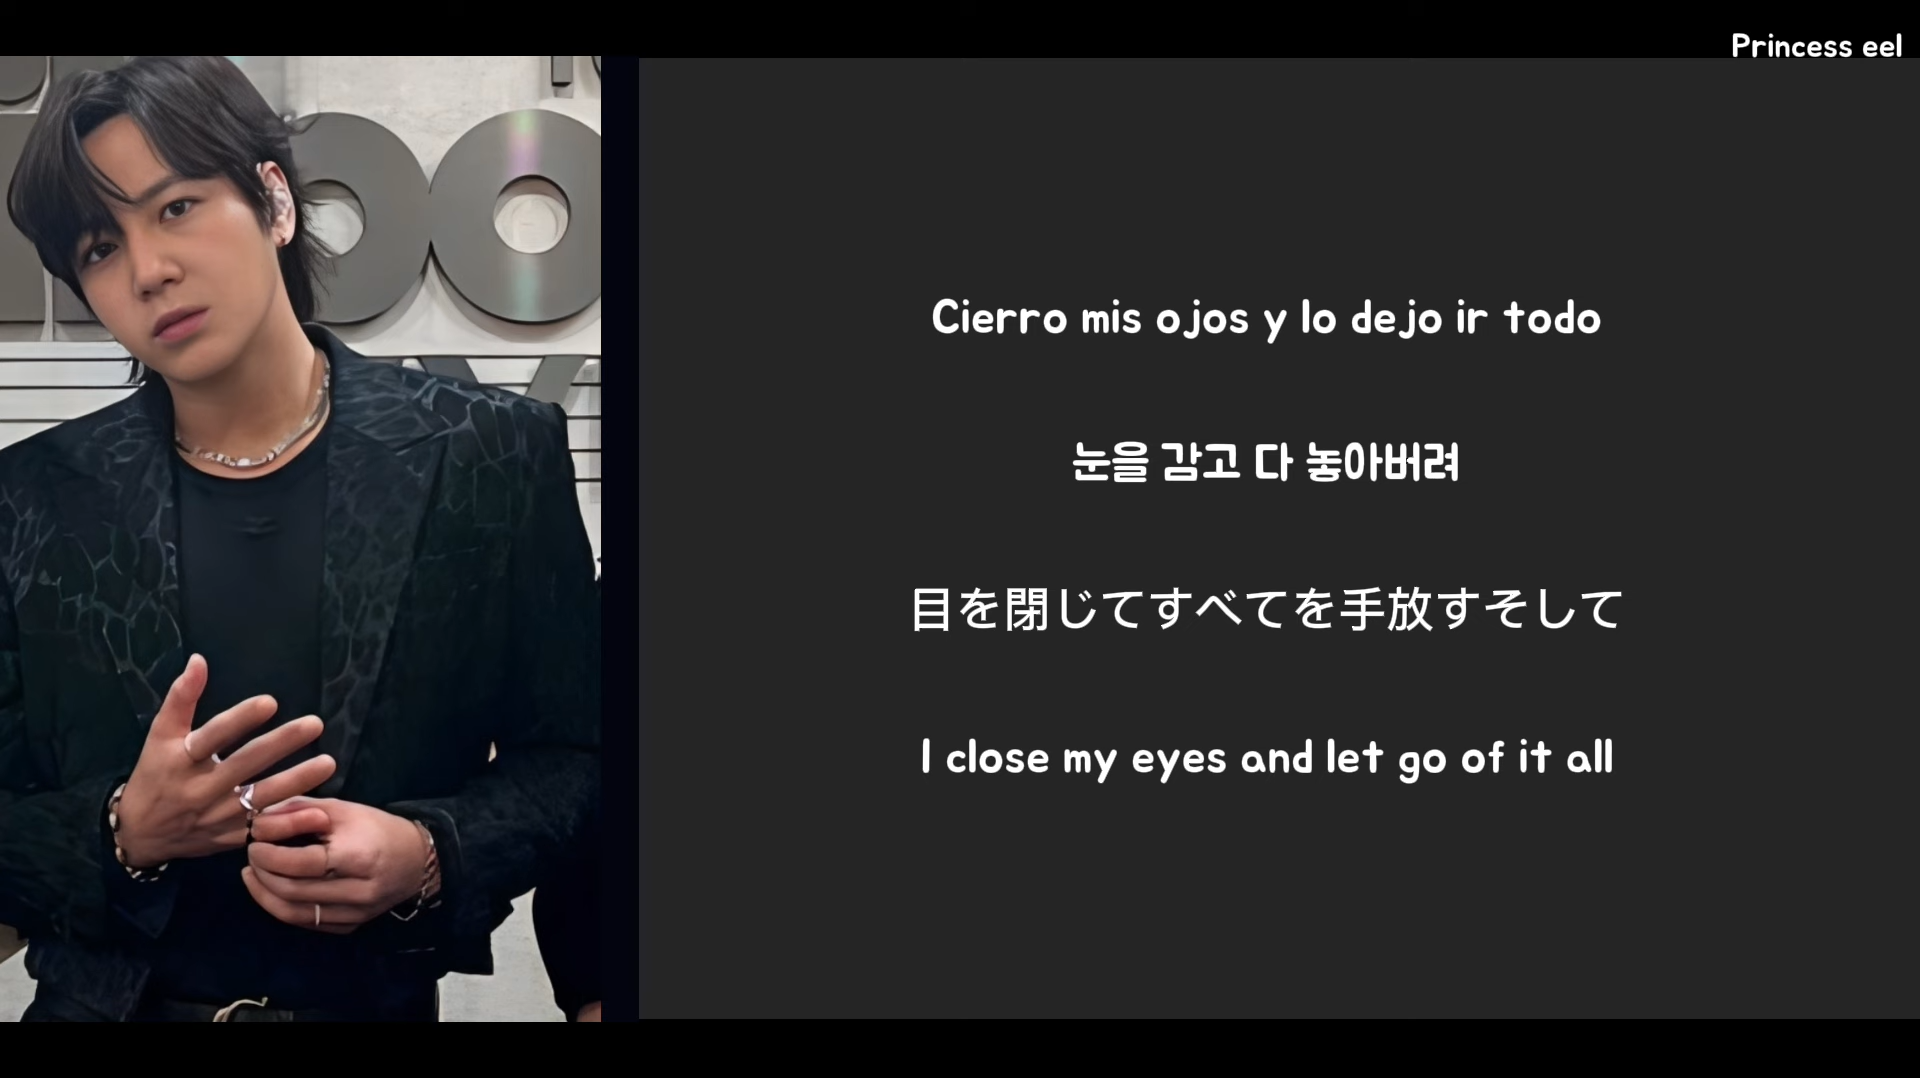 Princess eel
Cierro mis ojos y lo dejo ir todo
눈을 감고 다 놓아버려
目を閉じてすべてを手放すそして
I close my eyes and let go of it all